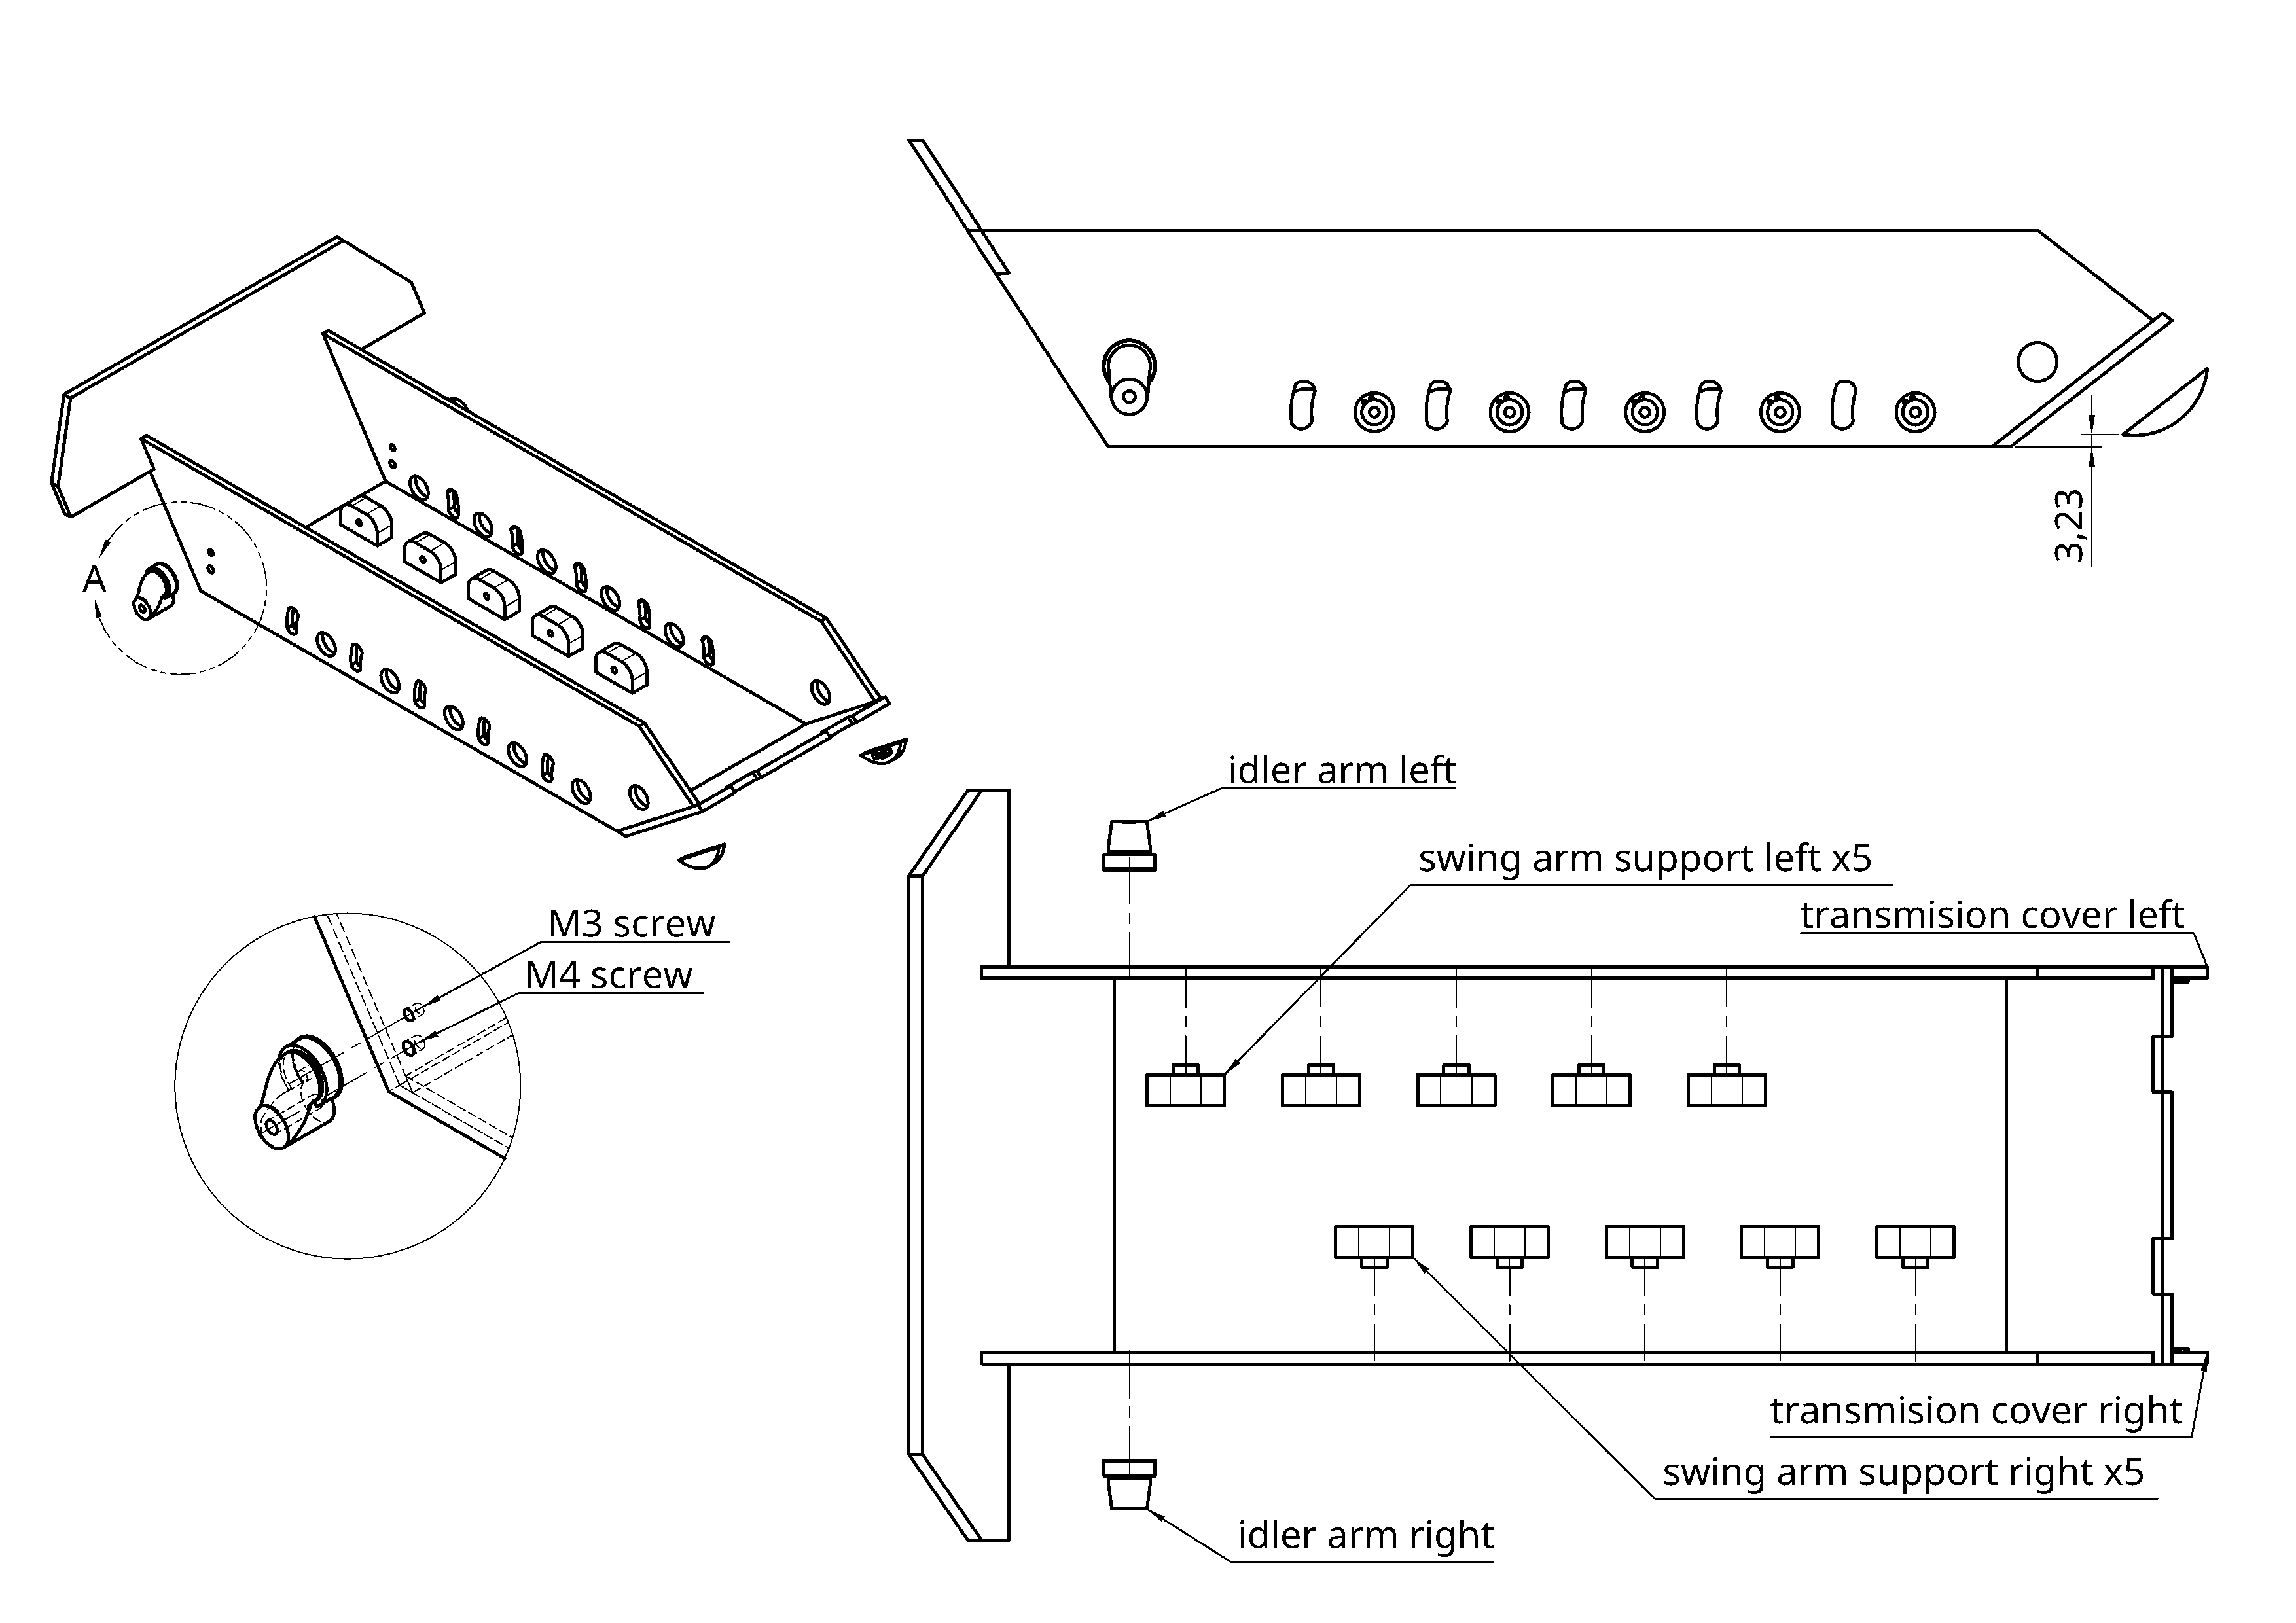 3,23
A
idler arm left
swing arm support left x5
transmision cover left
M3 screw
M4 screw
transmision cover right
swing arm support right x5
idler arm right